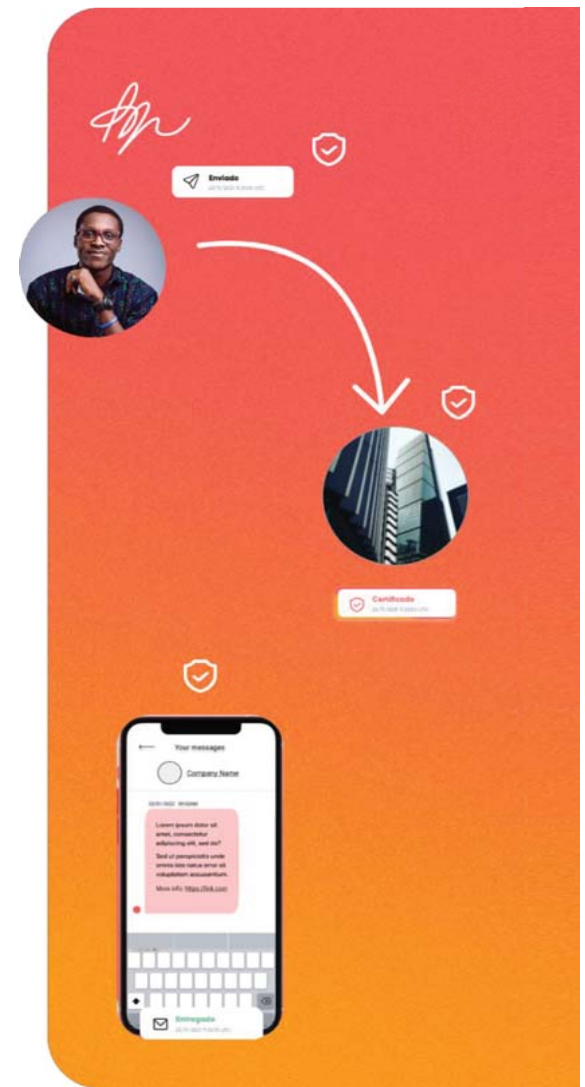 Enviado
Certificado
Your messages
Company Name
Lorem ipsum dolor sit
amet, consectetur
adipiscing elit, sed do?
Sed ut perspiciatis unde
omnis iste natus error sit
voluptatem accusantium.
More info: https://link.com
Entregado